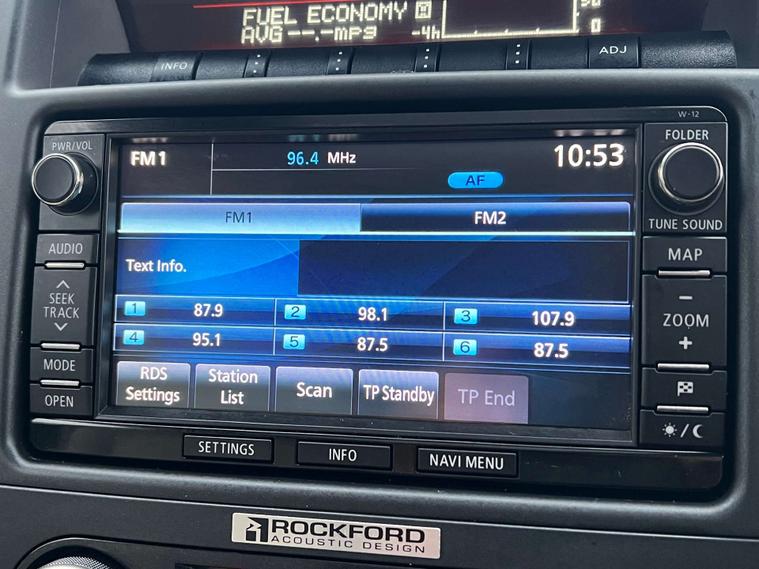 FUEL ECONOMY
AVG --.-mpg -4h 0
INFO ADJ
W-12
PWR/VOL
FM1 96.4 MHz 10:53
AF
FOLDER
TUNE SOUND
FM1 FM2
AUDIO
SEEK
TRACK
MODE
OPEN
Text Info.
1 87.9 2 98.1 3 107.9
4 95.1 5 87.5 6 87.5
RDS
Settings
Station
List
Scan
TP Standby
TP End
MAP
−
ZOOM
+
SETTINGS INFO NAVI MENU
ROCKFORD
ACOUSTIC DESIGN